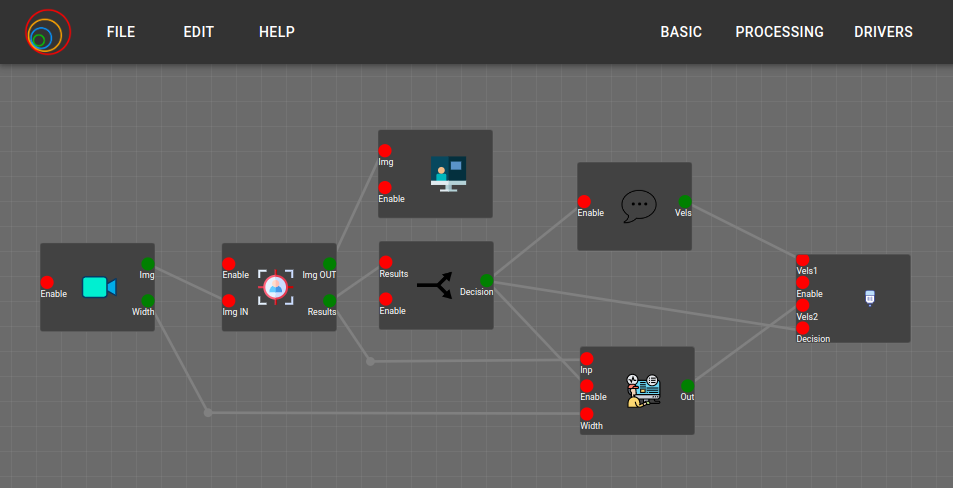 FILE EDIT HELP BASIC PROCESSING DRIVERS
Img
Enable
Enable
Vels
Img
Enable
Width
Enable
Img OUT
Img IN
Results
Results
Enable
Decision
Vels1
Enable
Vels2
Decision
Inp
Enable
Width
Out